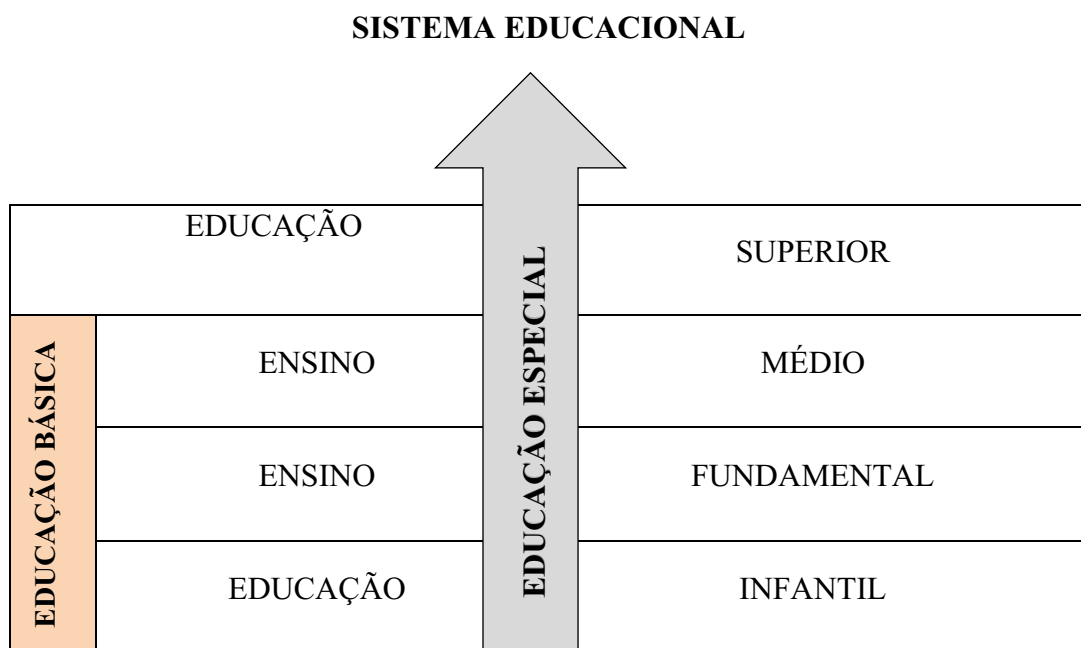 SISTEMA EDUCACIONAL
EDUCAÇÃO
SUPERIOR
EDUCAÇÃO BÁSICA
ENSINO
EDUCAÇÃO ESPECIAL
MÉDIO
ENSINO
FUNDAMENTAL
EDUCAÇÃO
INFANTIL